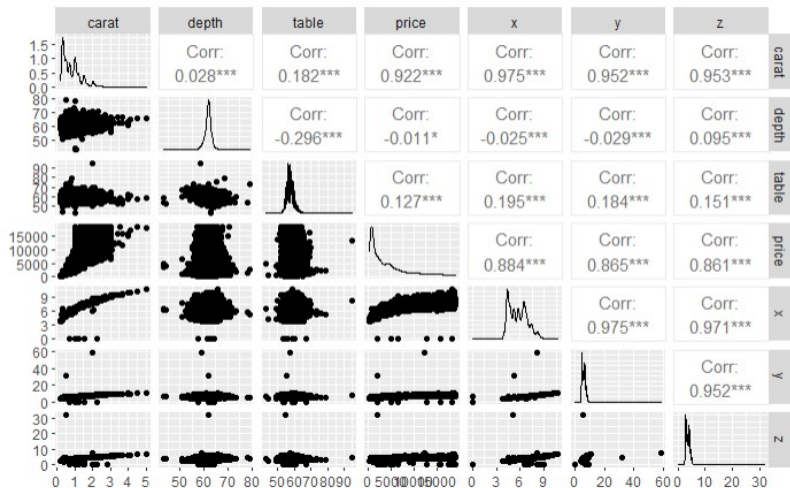 carat depth table price x y z
1.5 Corr: Corr: Corr: Corr: Corr: Corr: carat
1.0
0.5 0.028*** 0.182*** 0.922*** 0.975*** 0.952*** 0.953***
0.0
80 Corr: Corr: Corr: Corr: Corr: depth
70
60 -0.296*** -0.011* -0.025*** -0.029*** 0.095***
50
90 Corr: Corr: Corr: Corr: table
80
70
60 0.127*** 0.195*** 0.184*** 0.151***
50
15000 Corr: Corr: Corr: price
10000
5000 0.884*** 0.865*** 0.861***
0
9 Corr: Corr: x
6
3 0.975*** 0.971***
0
60 Corr: y
40
20 0.952***
0
30 z
20
10
0
0 1 2 3 4 5 50 60 70 80 50 60 70 80 90 0 5000 10000 15000 0 3 6 9 0 20 40 60 0 10 20 30